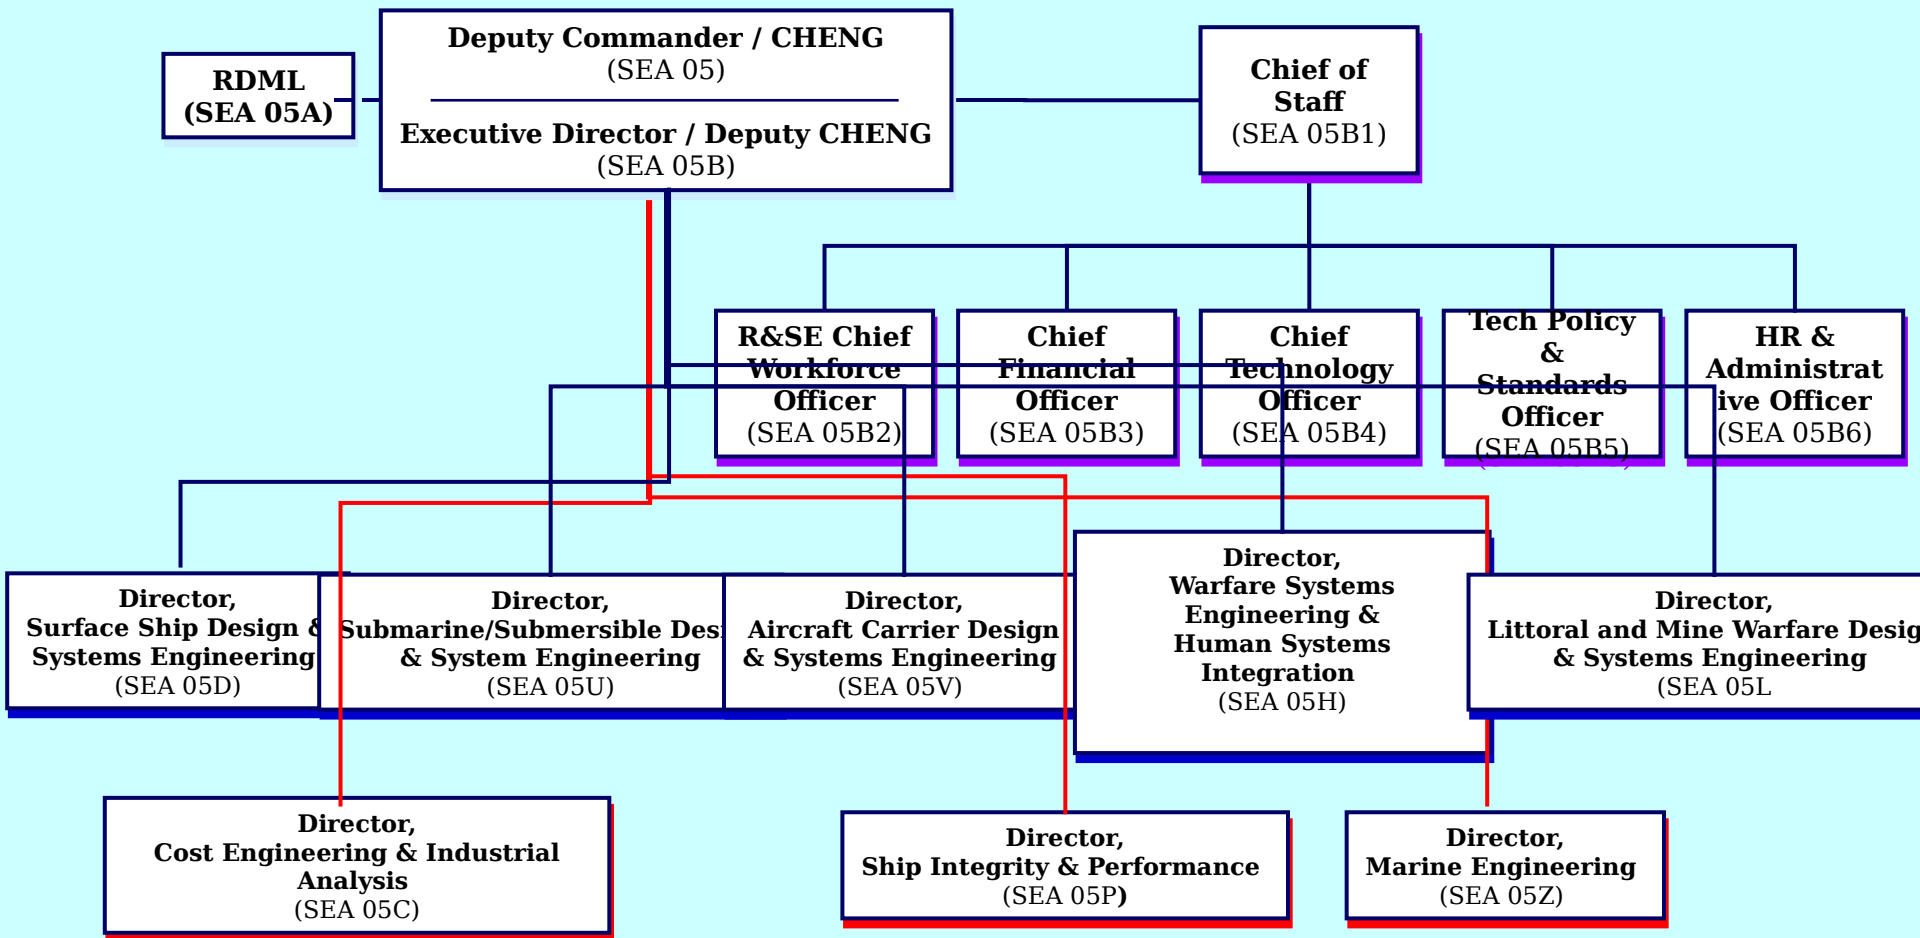 Deputy Commander / CHENG
(SEA 05)
Executive Director / Deputy CHENG
(SEA 05B)
RDML
(SEA 05A)
Chief of
Staff
(SEA 05B1)
R&SE Chief
Workforce
Officer
(SEA 05B2)
Chief
Financial
Officer
(SEA 05B3)
Chief
Technology
Officer
(SEA 05B4)
Tech Policy
&
Standards
Officer
(SEA 05B5)
HR &
Administrat
ive Officer
(SEA 05B6)
Director,
Surface Ship Design &
Systems Engineering
(SEA 05D)
Director,
Submarine/Submersible Desi
& System Engineering
(SEA 05U)
Director,
Aircraft Carrier Design
& Systems Engineering
(SEA 05V)
Director,
Warfare Systems
Engineering &
Human Systems
Integration
(SEA 05H)
Director,
Littoral and Mine Warfare Desig
& Systems Engineering
(SEA 05L
Director,
Cost Engineering & Industrial
Analysis
(SEA 05C)
Director,
Ship Integrity & Performance
(SEA 05P)
Director,
Marine Engineering
(SEA 05Z)